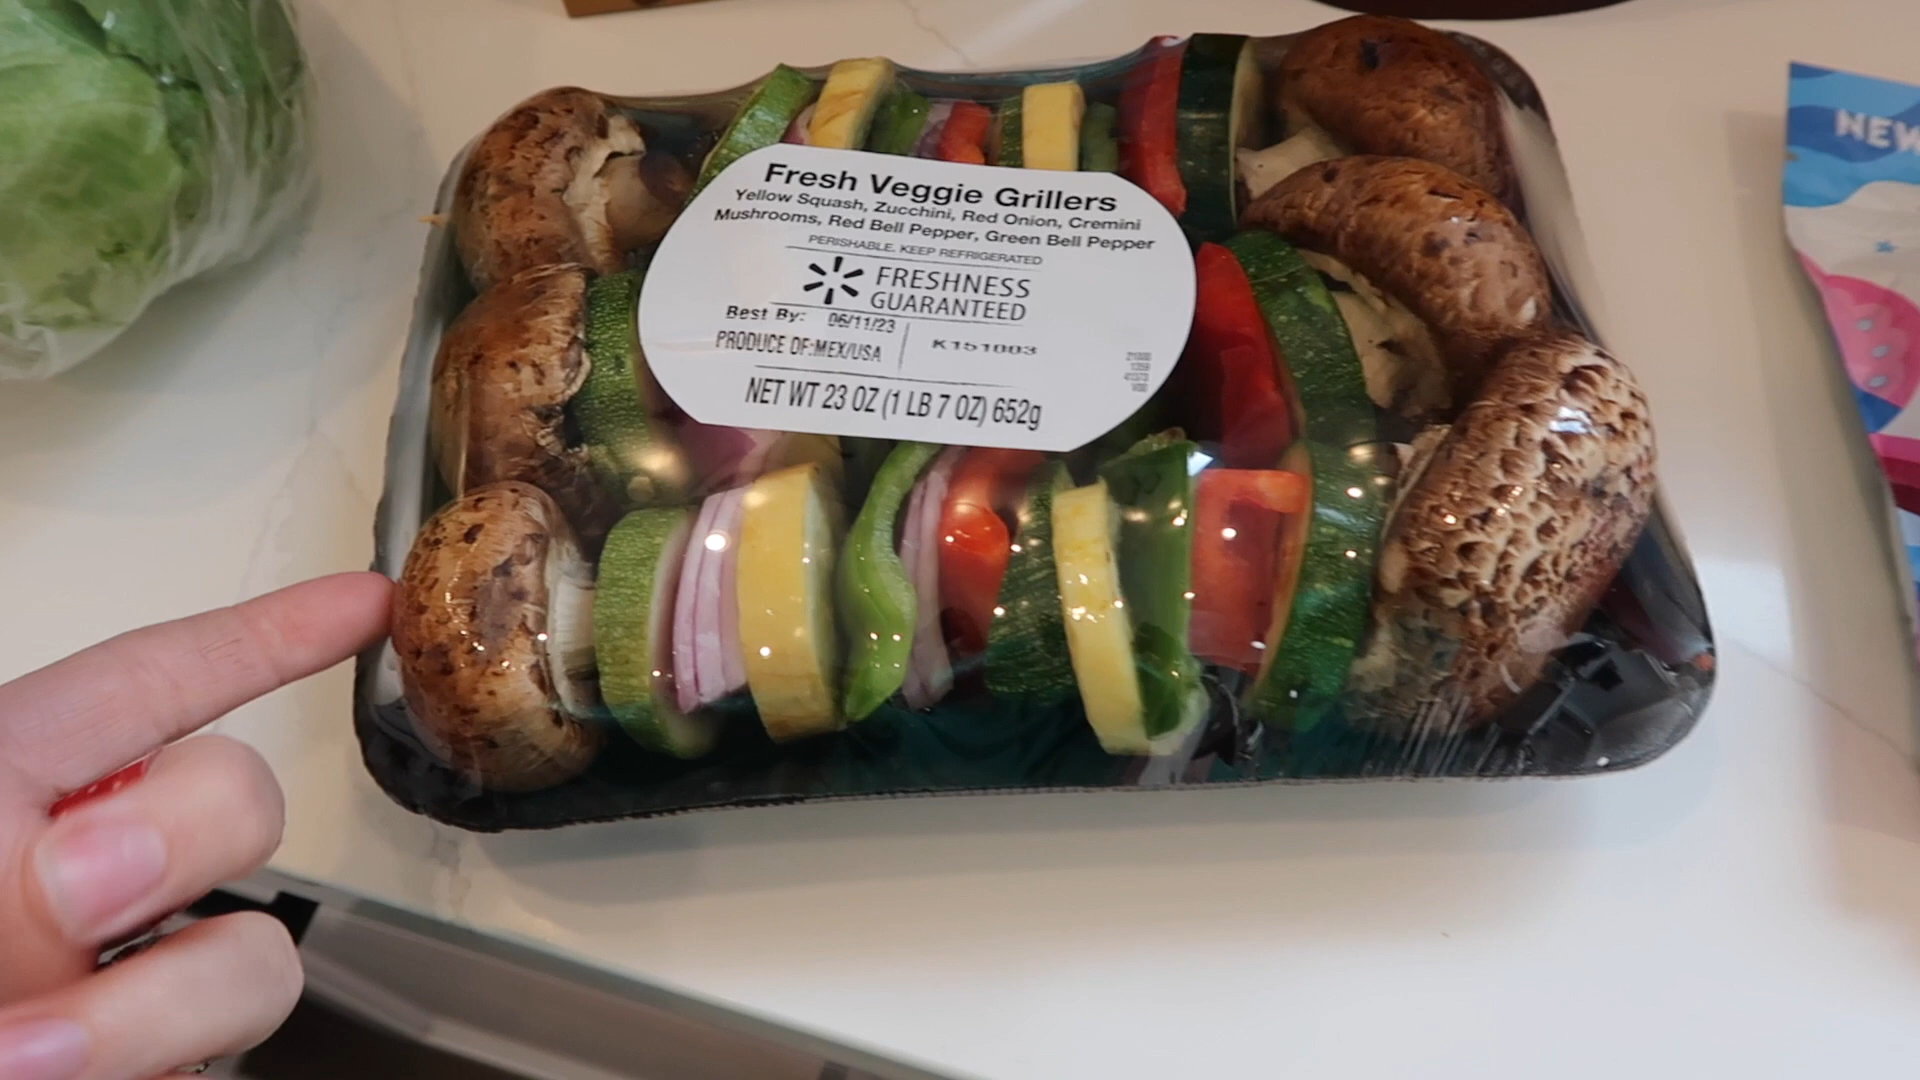 Fresh Veggie Grillers
Yellow Squash, Zucchini, Red Onion, Cremini
Mushrooms, Red Bell Pepper, Green Bell Pepper
PERISHABLE. KEEP REFRIGERATED
FRESHNESS
GUARANTEED
Best By: 06/11/23
PRODUCE OF:MEX/USA
K151003
NET WT 23 OZ (1 LB 7 OZ) 652g
NEW